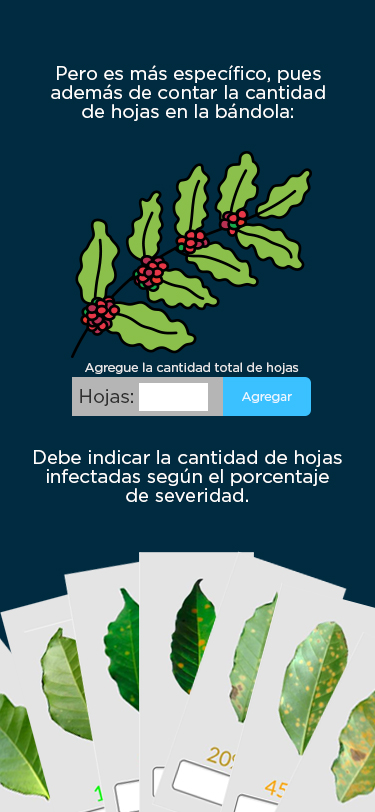 Pero es más específico, pues
además de contar la cantidad
de hojas en la bándola:
Agregue la cantidad total de hojas
Hojas:
Agregar
Debe indicar la cantidad de hojas
infectadas según el porcentaje
de severidad.
1
20
45